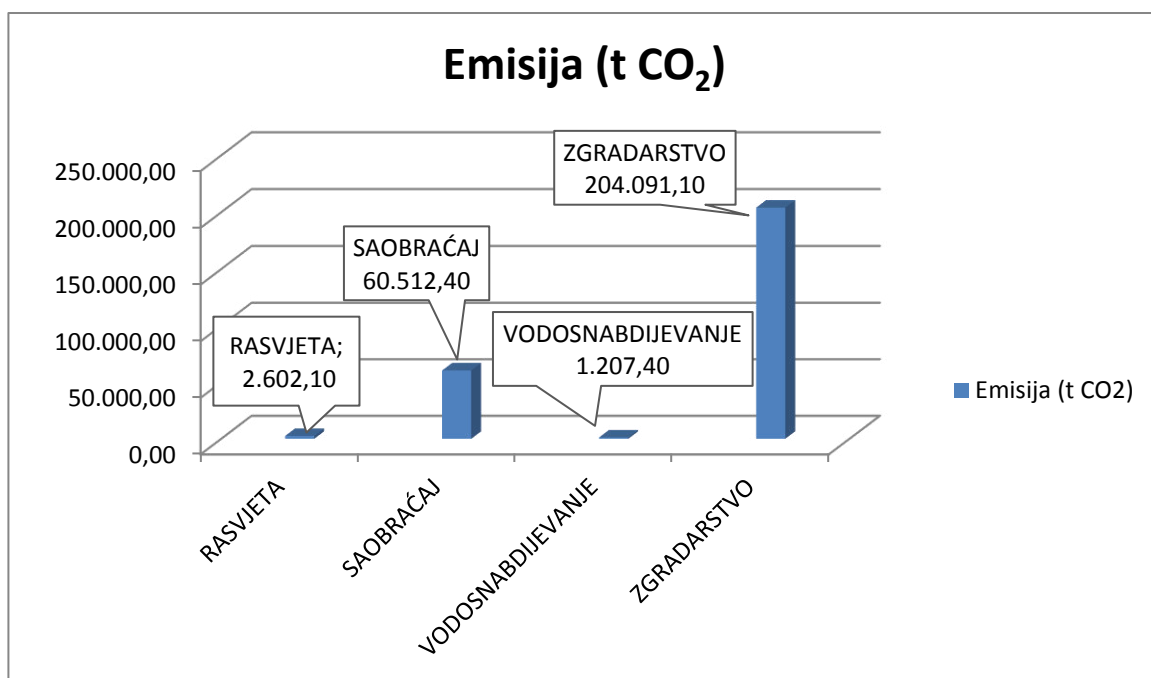 Emisija (t CO₂)
250.000,00
200.000,00
150.000,00
100.000,00
50.000,00
0,00
RASVJETA;
2.602,10
SAOBRAĆAJ
60.512,40
VODOSNABDIJEVANJE
1.207,40
ZGRADARSTVO
204.091,10
RASVJETA
SAOBRAĆAJ
VODOSNABDIJEVANJE
ZGRADARSTVO
Emisija (t CO2)